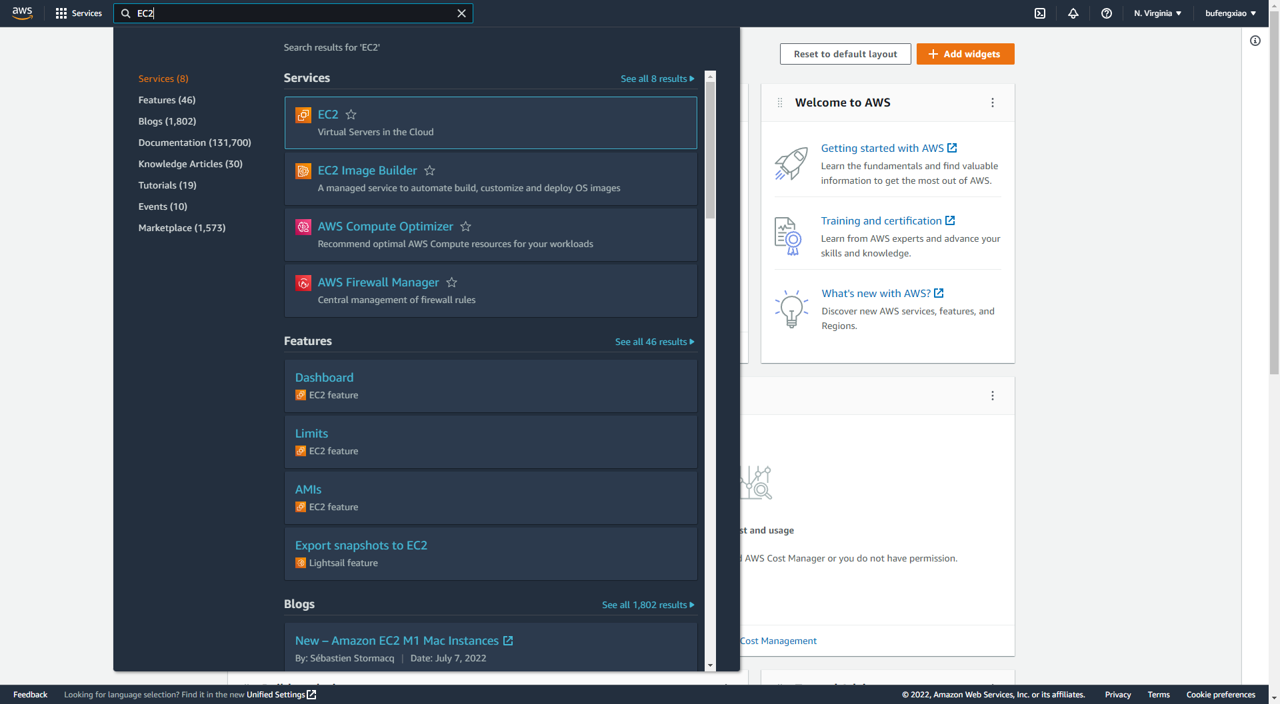 aws
Services
EC2
N. Virginia
bufengxiao
Search results for 'EC2'
Services (8)
Features (46)
Blogs (1,802)
Documentation (131,700)
Knowledge Articles (30)
Tutorials (19)
Events (10)
Marketplace (1,573)
Services
See all 8 results
EC2
Virtual Servers in the Cloud
EC2 Image Builder
A managed service to automate build, customize and deploy OS images
AWS Compute Optimizer
Recommend optimal AWS Compute resources for your workloads
AWS Firewall Manager
Central management of firewall rules
Features
See all 46 results
Dashboard
EC2 feature
Limits
EC2 feature
AMIs
EC2 feature
Export snapshots to EC2
Lightsail feature
Blogs
See all 1,802 results
New – Amazon EC2 M1 Mac Instances
By: Sébastien Stormacq | Date: July 7, 2022
Reset to default layout
Add widgets
Welcome to AWS
Getting started with AWS
Learn the fundamentals and find valuable
information to get the most out of AWS.
Training and certification
Learn from AWS experts and advance your
skills and knowledge.
What's new with AWS?
Discover new AWS services, features, and
Regions.
and usage
AWS Cost Manager or you do not have permission.
Cost Management
Feedback
Looking for language selection? Find it in the new Unified Settings
© 2022, Amazon Web Services, Inc. or its affiliates.
Privacy
Terms
Cookie preferences